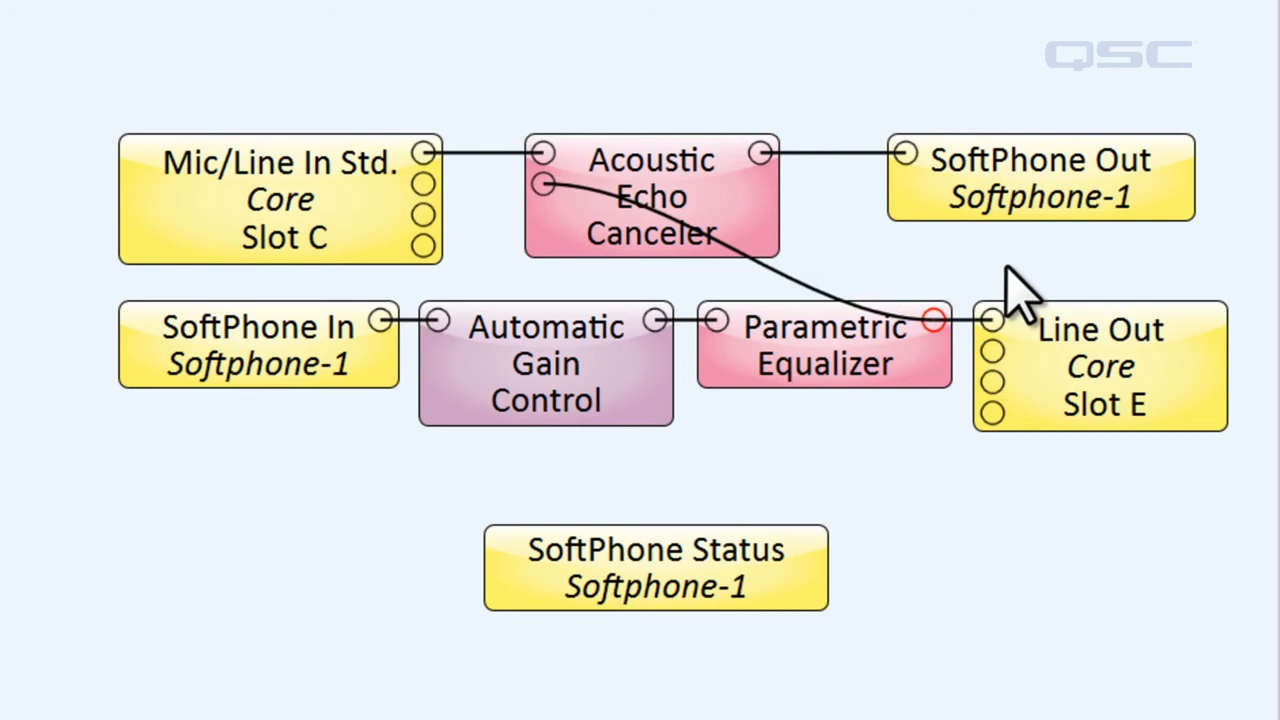 QSC
Mic/Line In Std.
Core
Slot C
Acoustic
Echo
Canceler
SoftPhone Out
Softphone-1
SoftPhone In
Softphone-1
Automatic
Gain
Control
Parametric
Equalizer
Line Out
Core
Slot E
SoftPhone Status
Softphone-1